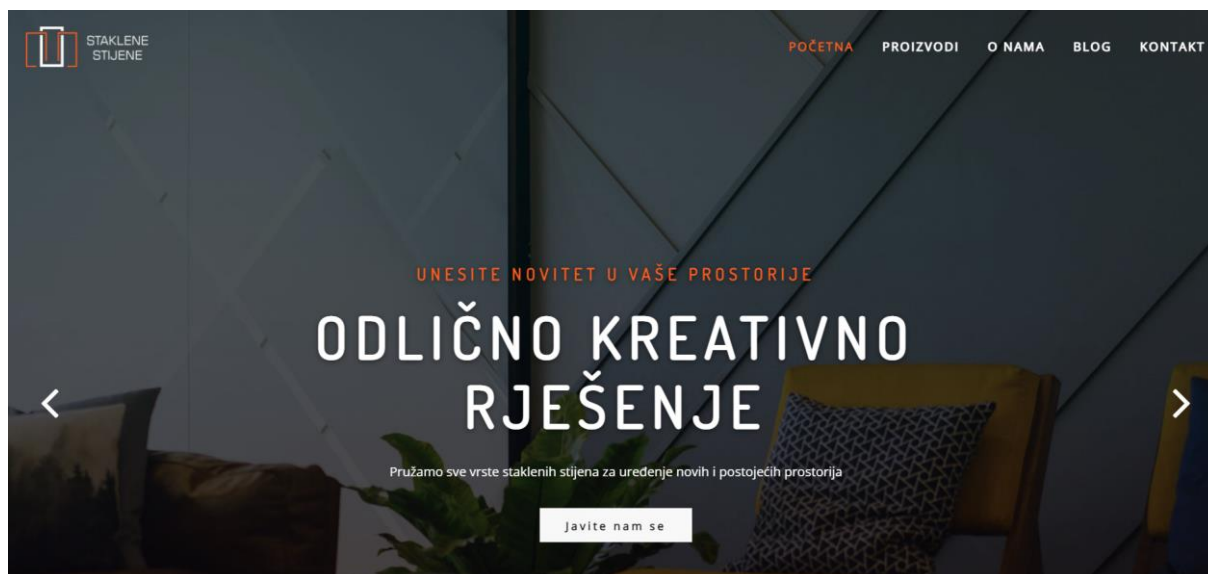 STAKLENE
STIJENE
POČETNA PROIZVODI O NAMA BLOG KONTAKT
UNESITE NOVITET U VAŠE PROSTORIJE
ODLIČNO KREATIVNO
RJEŠENJE
Pružamo sve vrste staklenih stijena za uređenje novih i postojećih prostorija
Javite nam se